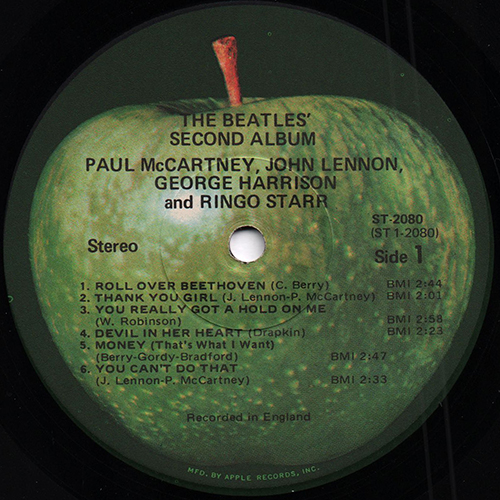 THE BEATLES'
SECOND ALBUM
PAUL McCARTNEY, JOHN LENNON,
GEORGE HARRISON
and RINGO STARR
ST-2080
(ST 1-2080)
Stereo
Side 1
1. ROLL OVER BEETHOVEN (C. Berry) BMI 2:44
2. THANK YOU GIRL (J. Lennon-P. McCartney) BMI 2:01
3. YOU REALLY GOT A HOLD ON ME
(W. Robinson) BMI 2:58
4. DEVIL IN HER HEART (Drapkin) BMI 2:23
5. MONEY (That's What I Want)
(Berry-Gordy-Bradford) BMI 2:47
6. YOU CAN'T DO THAT
(J. Lennon-P. McCartney) BMI 2:33
Recorded in England
MFD. BY APPLE RECORDS, INC.